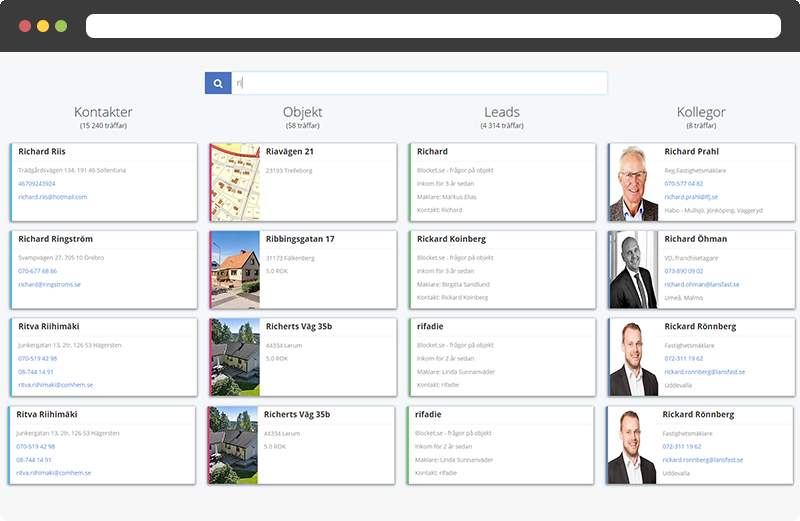 ri
Kontakter
(15 240 träffar)
Richard Riis
Trädgårdsvägen 134, 191 46 Sollentuna
46709243924
richard.riis@hotmail.com
Richard Ringström
Svampvägen 27, 705 10 Örebro
070-677 68 86
richard@ringstroms.se
Ritva Riihimäki
Junkergatan 13, 2tr, 126 53 Hägersten
070-519 42 98
08-744 14 91
ritva.riihimaki@comhem.se
Ritva Riihimäki
Junkergatan 13, 2tr, 126 53 Hägersten
070-519 42 98
08-744 14 91
ritva.riihimaki@comhem.se
Objekt
(58 träffar)
Riavägen 21
23193 Trelleborg
Ribbingsgatan 17
31173 Falkenberg
5.0 ROK
Richerts Väg 35b
44334 Lerum
5.0 ROK
Richerts Väg 35b
44334 Lerum
5.0 ROK
Leads
(4 314 träffar)
Richard
Blocket.se - frågor på objekt
Inkom för 3 år sedan
Mäklare: Markus Elias
Kontakt: Richard
Rickard Koinberg
Blocket.se - frågor på objekt
Inkom för 3 år sedan
Mäklare: Birgitta Sandlund
Kontakt: Rickard Koinberg
rifadie
Blocket.se - frågor på objekt
Inkom för 2 år sedan
Mäklare: Linda Sunnanväder
Kontakt: rifadie
rifadie
Blocket.se - frågor på objekt
Inkom för 2 år sedan
Mäklare: Linda Sunnanväder
Kontakt: rifadie
Kollegor
(8 träffar)
Richard Prahl
Reg.Fastighetsmäklare
070-577 04 82
richard.prahl@lfj.se
Habo - Mullsjö, Jönköping, Vaggeryd
Richard Öhman
VD, franchisetagare
073-890 09 02
richard.ohman@lansfast.se
Umeå, Malmö
Rickard Rönnberg
Fastighetsmäklare
072-311 19 62
rickard.ronnberg@lansfast.se
Uddevalla
Rickard Rönnberg
Fastighetsmäklare
072-311 19 62
rickard.ronnberg@lansfast.se
Uddevalla